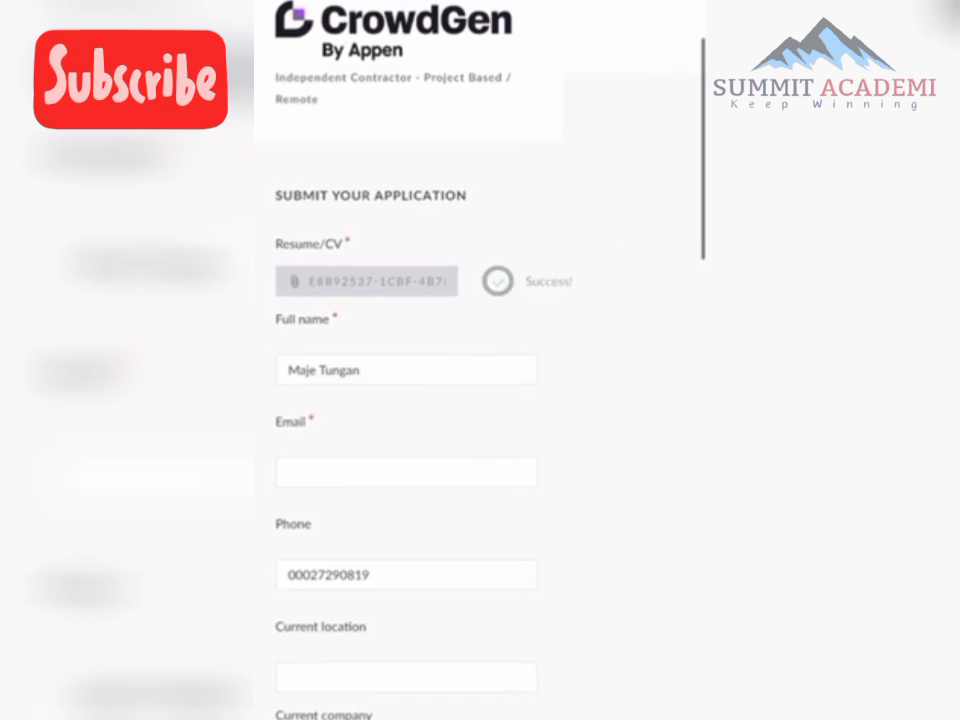 Subscribe
CrowdGen
By Appen
Independent Contractor - Project Based /
Remote
SUMMIT ACADEMI
Keep Winning
SUBMIT YOUR APPLICATION
Resume/CV *
E8B92537-1CBF-4B7
Success!
Full name *
Maje Tungan
Email *
Phone
00027290819
Current location
Current company